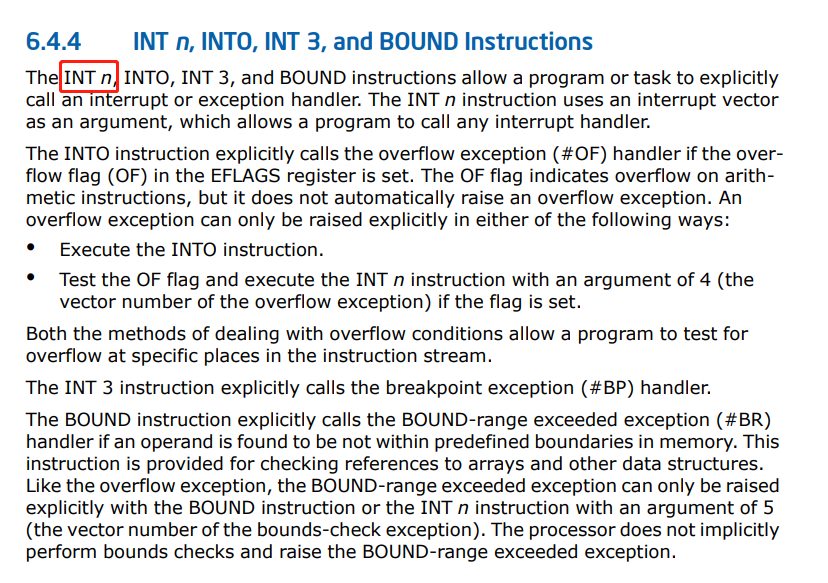 6.4.4 INT n, INTO, INT 3, and BOUND Instructions
The INT n, INTO, INT 3, and BOUND instructions allow a program or task to explicitly
call an interrupt or exception handler. The INT n instruction uses an interrupt vector
as an argument, which allows a program to call any interrupt handler.
The INTO instruction explicitly calls the overflow exception (#OF) handler if the over-
flow flag (OF) in the EFLAGS register is set. The OF flag indicates overflow on arith-
metic instructions, but it does not automatically raise an overflow exception. An
overflow exception can only be raised explicitly in either of the following ways:
• Execute the INTO instruction.
• Test the OF flag and execute the INT n instruction with an argument of 4 (the
vector number of the overflow exception) if the flag is set.
Both the methods of dealing with overflow conditions allow a program to test for
overflow at specific places in the instruction stream.
The INT 3 instruction explicitly calls the breakpoint exception (#BP) handler.
The BOUND instruction explicitly calls the BOUND-range exceeded exception (#BR)
handler if an operand is found to be not within predefined boundaries in memory. This
instruction is provided for checking references to arrays and other data structures.
Like the overflow exception, the BOUND-range exceeded exception can only be raised
explicitly with the BOUND instruction or the INT n instruction with an argument of 5
(the vector number of the bounds-check exception). The processor does not implicitly
perform bounds checks and raise the BOUND-range exceeded exception.